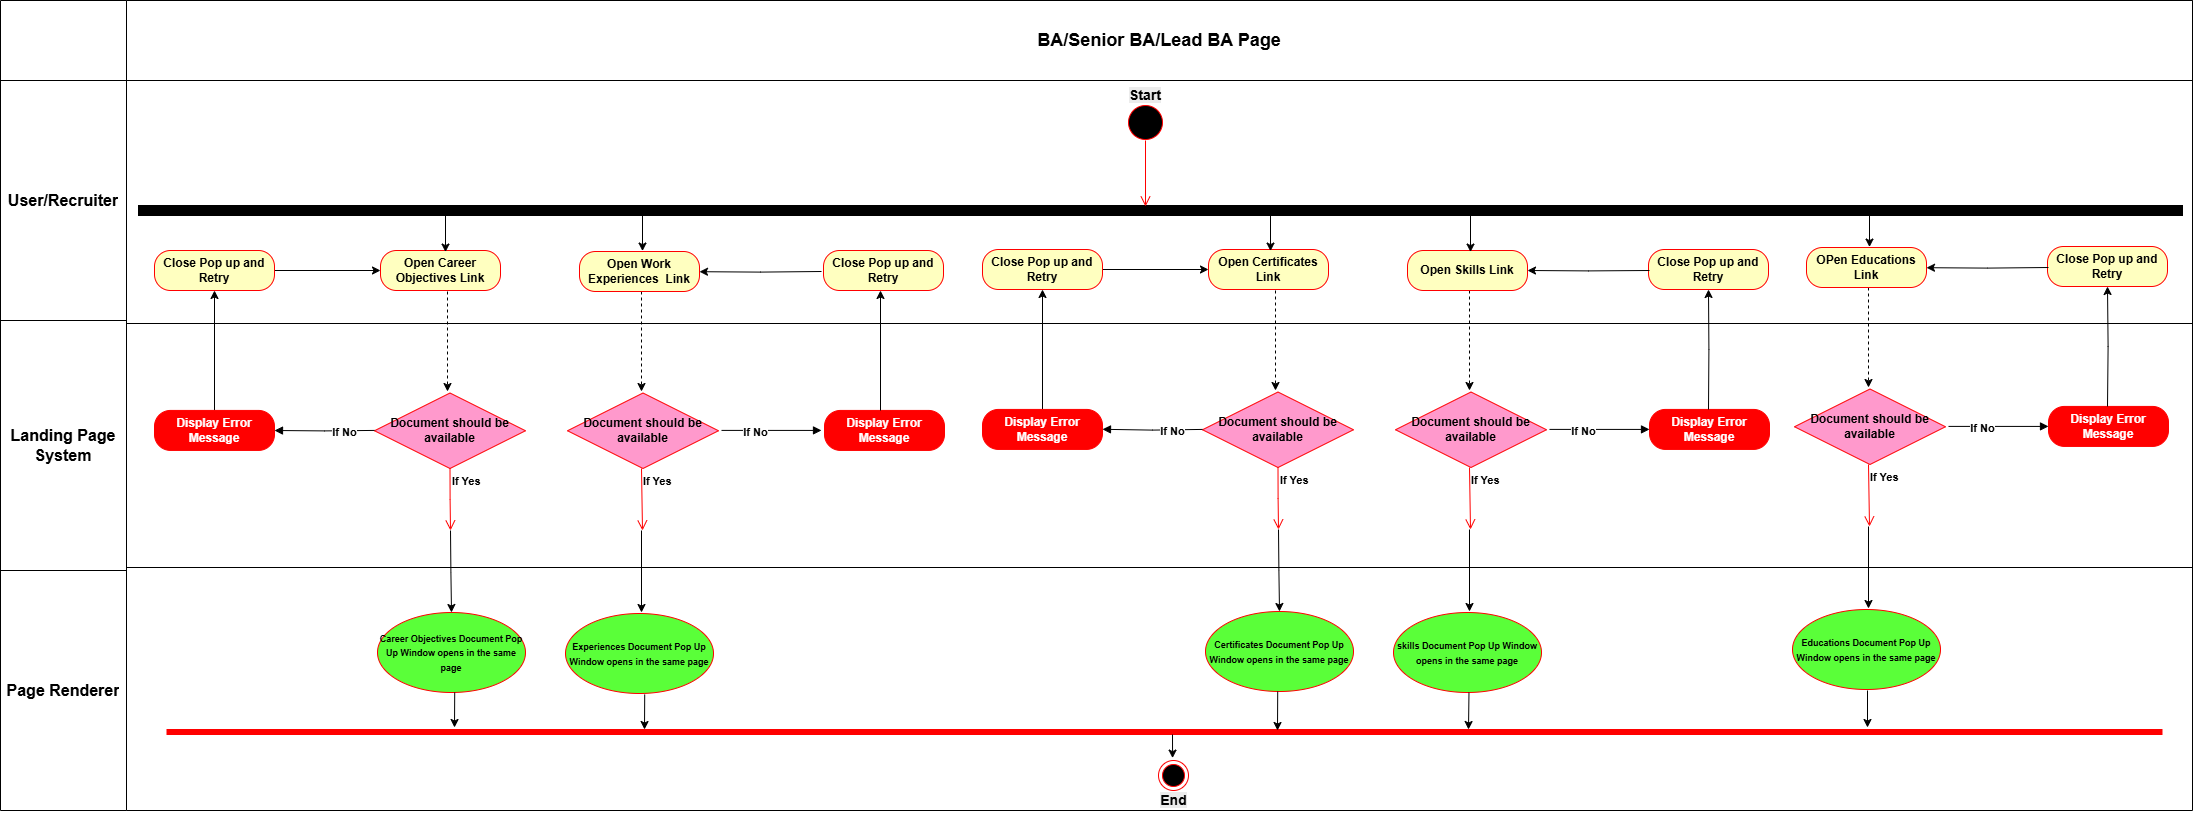 BA/Senior BA/Lead BA Page
Start
User/Recruiter
Close Pop up and
Retry
Open Career
Objectives Link
Open Work
Experiences  Link
Close Pop up and
Retry
Close Pop up and
Retry
Open Certificates
Link
Open Skills Link
Close Pop up and
Retry
OPen Educations
Link
Close Pop up and
Retry
Landing Page
System
Display Error
Message
If No
Document should be
available
Document should be
available
If No
Display Error
Message
Display Error
Message
If No
Document should be
available
Document should be
available
If No
Display Error
Message
Document should be
available
If No
Display Error
Message
If Yes
If Yes
If Yes
If Yes
If Yes
Page Renderer
Career Objectives Document Pop
Up Window opens in the same
page
Experiences Document Pop Up
Window opens in the same page
Certificates Document Pop Up
Window opens in the same page
skills Document Pop Up Window
opens in the same page
Educations Document Pop Up
Window opens in the same page
End